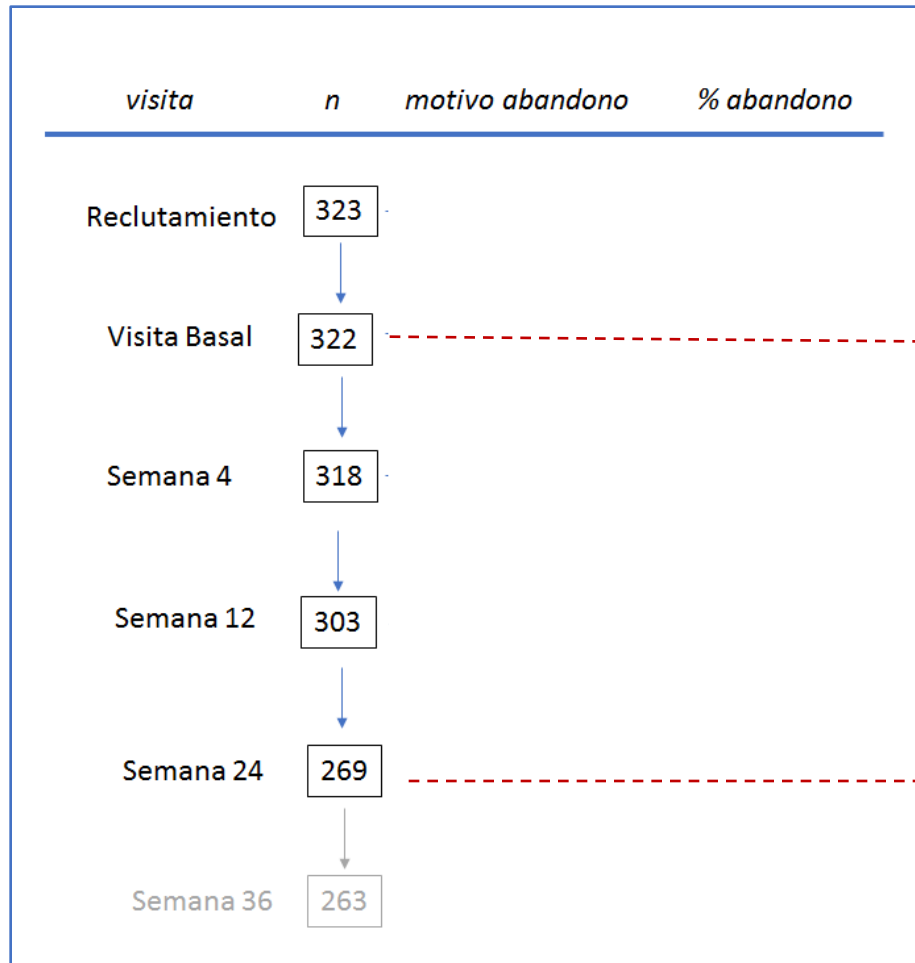 visita n motivo abandono % abandono
Reclutamiento 323
Visita Basal 322
Semana 4 318
Semana 12 303
Semana 24 269
Semana 36 263